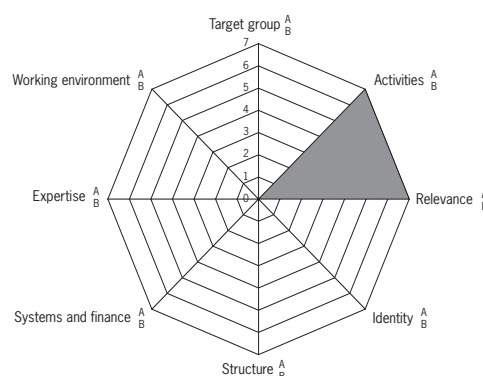 Target group A
B
7
6
5
4
3
2
1
0
Working environment A
B
Activities A
B
Expertise A
B
Relevance
Systems and finance A
B
Identity A
B
Structure A
B